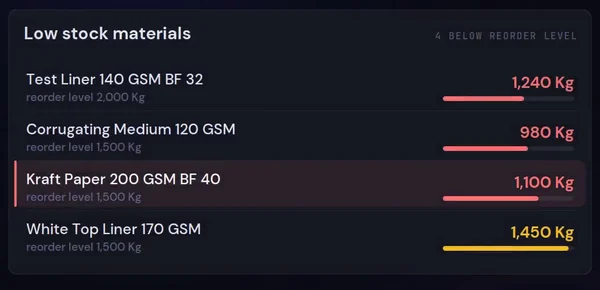 Low stock materials
4 BELOW REORDER LEVEL
Test Liner 140 GSM BF 32
1,240 Kg
reorder level 2,000 Kg
Corrugating Medium 120 GSM
980 Kg
reorder level 1,500 Kg
Kraft Paper 200 GSM BF 40
1,100 Kg
reorder level 1,500 Kg
White Top Liner 170 GSM
1,450 Kg
reorder level 1,500 Kg